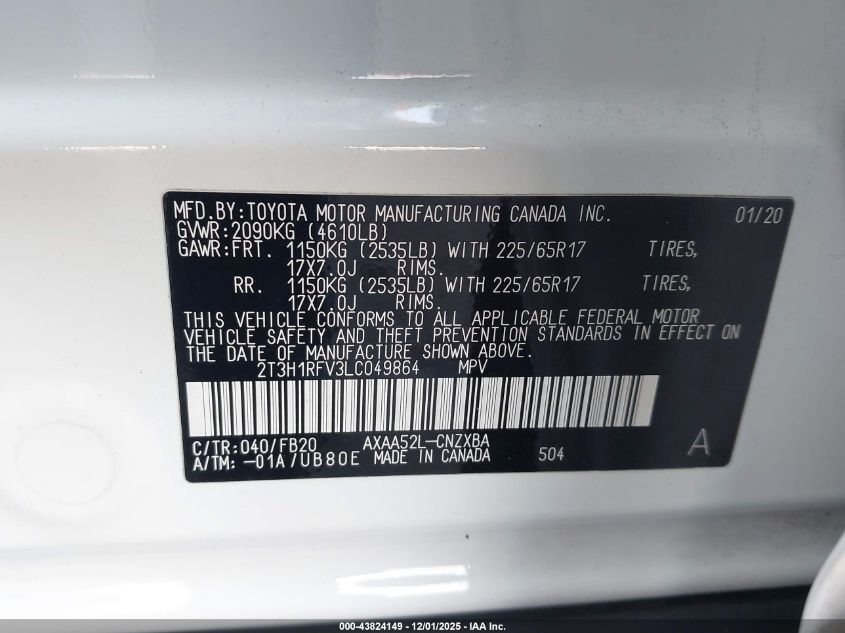 MFD.BY:TOYOTA MOTOR MANUFACTURING CANADA INC. 01/20
GVWR:2090KG (4610LB)
GAWR:FRT. 1150KG (2535LB) WITH 225/65R17 TIRES,
17X7.0J RIMS.
RR. 1150KG (2535LB) WITH 225/65R17 TIRES,
17X7.0J RIMS.
THIS VEHICLE CONFORMS TO ALL APPLICABLE FEDERAL MOTOR
VEHICLE SAFETY AND THEFT PREVENTION STANDARDS IN EFFECT ON
THE DATE OF MANUFACTURE SHOWN ABOVE.
2T3H1RFV3LC049864 MPV
C/TR:040/FB20 AXAA52L-CNZXBA A
A/TM:-01A/UB80E MADE IN CANADA 504
000-43824149 - 12/01/2025 - IAA Inc.